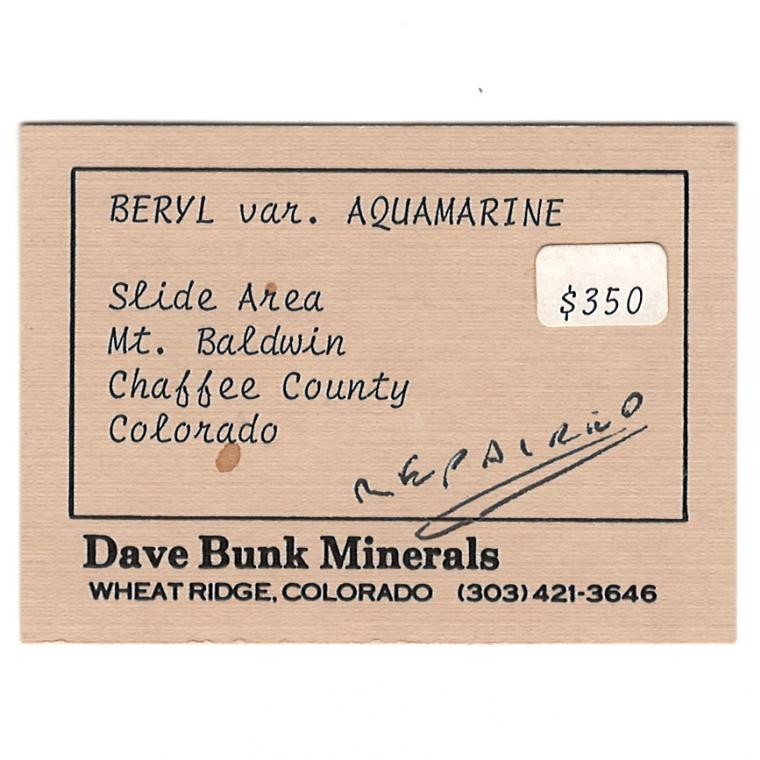 BERYL var. AQUAMARINE
$350
Slide Area
Mt. Baldwin
Chaffee County
Colorado
REPAIRED
Dave Bunk Minerals
WHEAT RIDGE, COLORADO (303) 421-3646